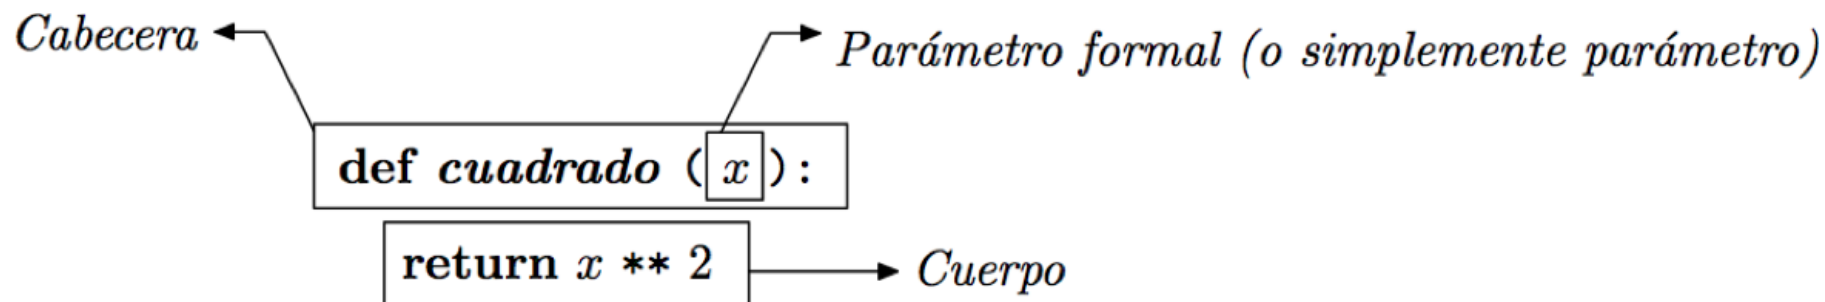 Cabecera
Parámetro formal (o simplemente parámetro)
def cuadrado (x):
return x ** 2
Cuerpo